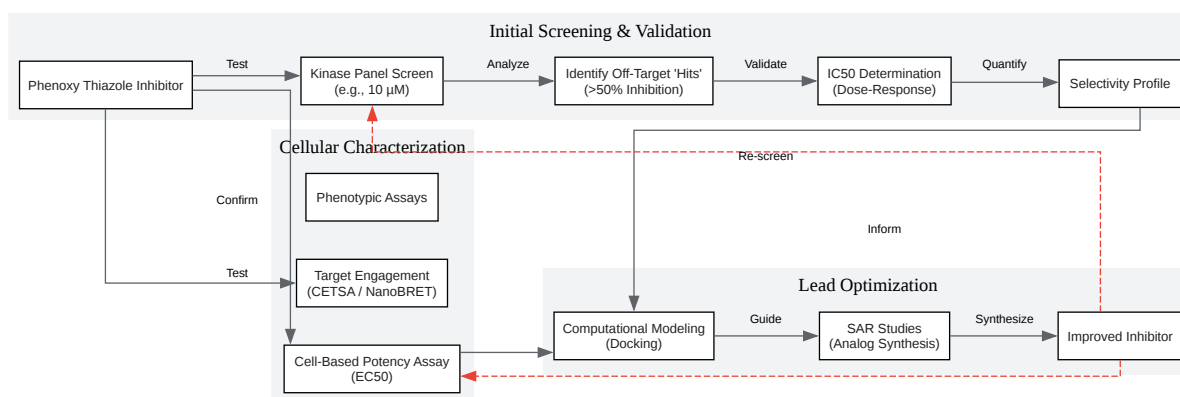 Initial Screening & Validation
Phenoxy Thiazole Inhibitor
Test
Kinase Panel Screen
(e.g., 10 µM)
Analyze
Identify Off-Target 'Hits'
(>50% Inhibition)
Validate
IC50 Determination
(Dose-Response)
Quantify
Selectivity Profile
Cellular Characterization
Re-screen
Phenotypic Assays
Confirm
Inform
Test
Target Engagement
(CETSA / NanoBRET)
Lead Optimization
Computational Modeling
(Docking)
Guide
SAR Studies
(Analog Synthesis)
Synthesize
Improved Inhibitor
Cell-Based Potency Assay
(EC50)